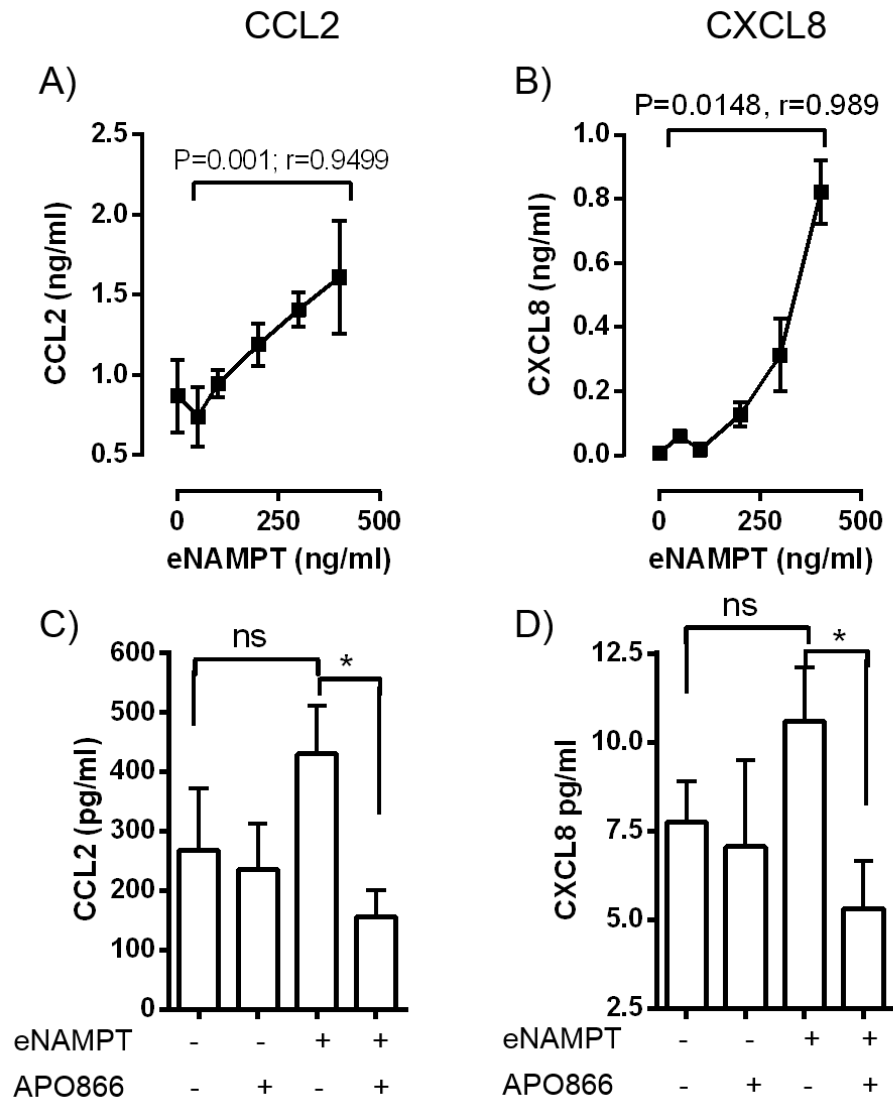 CCL2
CXCL8
A)
P=0.001; r=0.9499
2.5
2.0
1.5
1.0
0.5
CCL2 (ng/ml)
0 250 500
eNAMPT (ng/ml)
B)
P=0.0148, r=0.989
1.0
0.8
0.6
0.4
0.2
0.0
CXCL8 (ng/ml)
0 250 500
eNAMPT (ng/ml)
C)
ns
*
600
500
400
300
200
100
0
CCL2 (pg/ml)
eNAMPT - - + +
APO866 - + - +
D)
ns
*
12.5
10.0
7.5
5.0
2.5
CXCL8 pg/ml
eNAMPT - - + +
APO866 - + - +